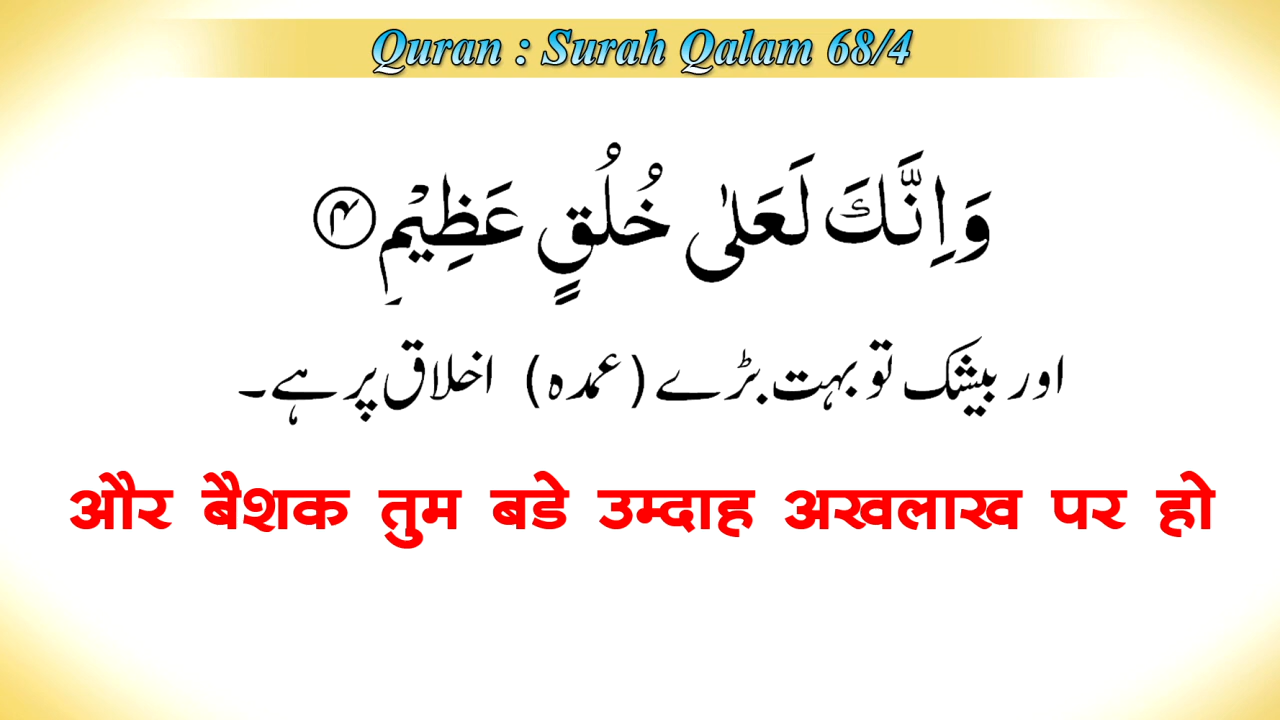 Quran : Surah Qalam 68/4
وَاِنَّكَ لَعَلٰى خُلُقٍ عَظِيْمٍ ﴿۴﴾
اور بیشک تو بہت بڑے (عمدہ) اخلاق پر ہے۔
और बैशक तुम बडे उम्दाह अखलाख पर हो